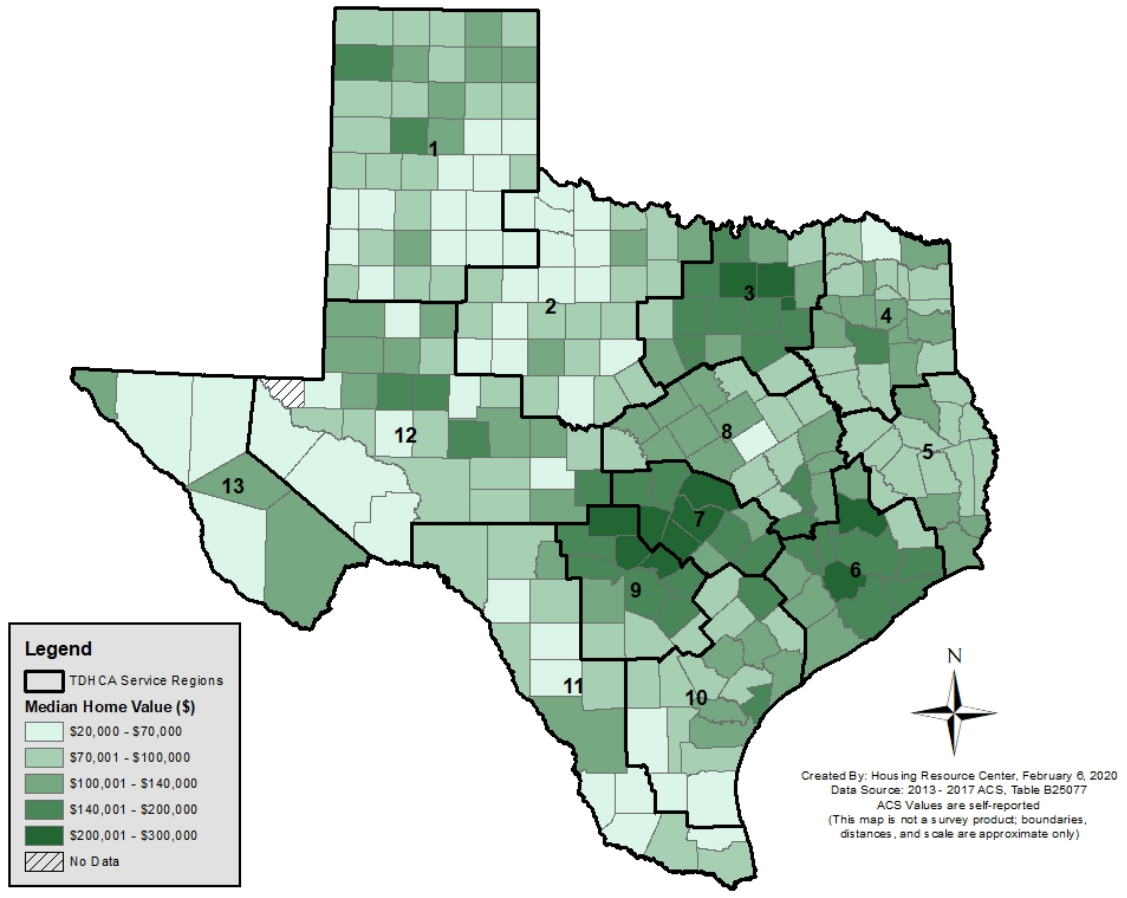 1
2
3
4
12
8
5
13
7
6
9
11
10
Legend
TDHCA Service Regions
Median Home Value ($)
$20,000 - $70,000
$70,001 - $100,000
$100,001 - $140,000
$140,001 - $200,000
$200,001 - $300,000
No Data
N
Created By: Housing Resource Center, February 6, 2020
Data Source: 2013 - 2017 ACS, Table B25077
ACS Values are self-reported
(This map is not a survey product; boundaries,
distances, and scale are approximate only)